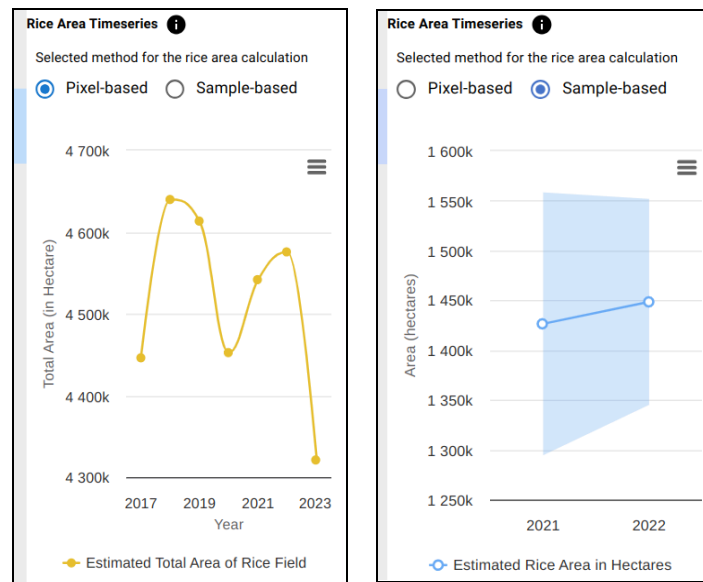 Rice Area Timeseries
Selected method for the rice area calculation
Pixel-based Sample-based
4 700k
4 600k
4 500k
4 400k
4 300k
Total Area (in Hectare)
2017 2019 2021 2023
Year
Estimated Total Area of Rice Field
Rice Area Timeseries
Selected method for the rice area calculation
Pixel-based Sample-based
1 600k
1 550k
1 500k
1 450k
1 400k
1 350k
1 300k
1 250k
Area (hectares)
2021 2022
Estimated Rice Area in Hectares